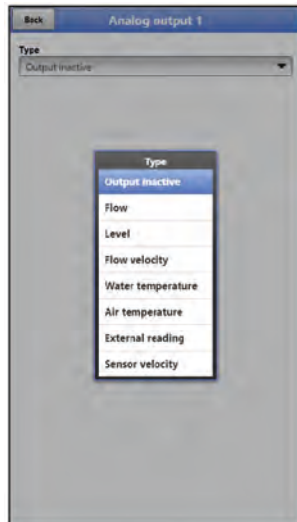 Back
Analog output 1
Type
Output inactive
Type
Output inactive
Flow
Level
Flow velocity
Water temperature
Air temperature
External reading
Sensor velocity